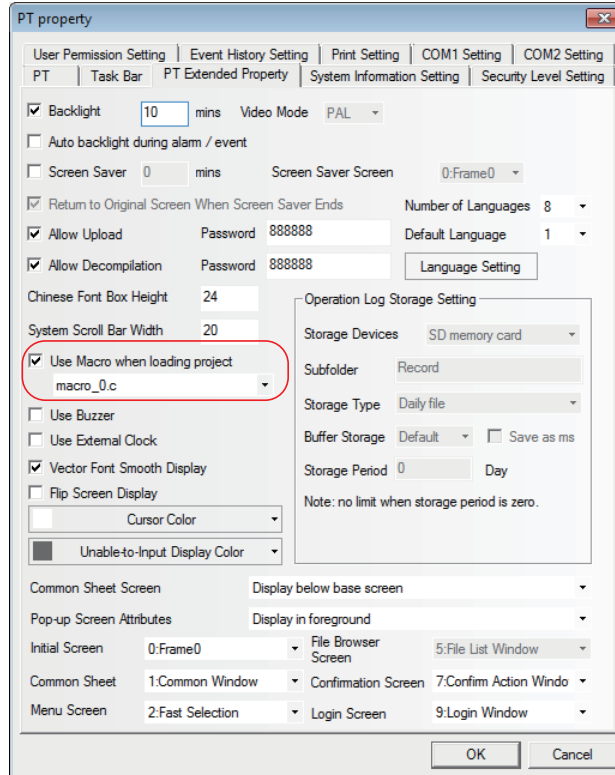 PT property
User Permission Setting Event History Setting Print Setting COM1 Setting COM2 Setting
PT Task Bar PT Extended Property System Information Setting Security Level Setting
Backlight 10 mins Video Mode PAL
Auto backlight during alarm / event
Screen Saver 0 mins Screen Saver Screen 0:Frame0
Return to Original Screen When Screen Saver Ends Number of Languages 8
Allow Upload Password 888888 Default Language 1
Allow Decompilation Password 888888 Language Setting
Chinese Font Box Height 24 Operation Log Storage Setting
System Scroll Bar Width 20 Storage Devices SD memory card
Use Macro when loading project Subfolder Record
macro_0.c Storage Type Daily file
Use Buzzer Buffer Storage Default Save as ms
Use External Clock
Vector Font Smooth Display Storage Period 0 Day
Flip Screen Display Note: no limit when storage period is zero.
Cursor Color
Unable-to-Input Display Color
Common Sheet Screen Display below base screen
Pop-up Screen Attributes Display in foreground
Initial Screen 0:Frame0 File Browser Screen 5:File List Window
Common Sheet 1:Common Window Confirmation Screen 7:Confirm Action Windo
Menu Screen 2:Fast Selection Login Screen 9:Login Window
OK Cancel